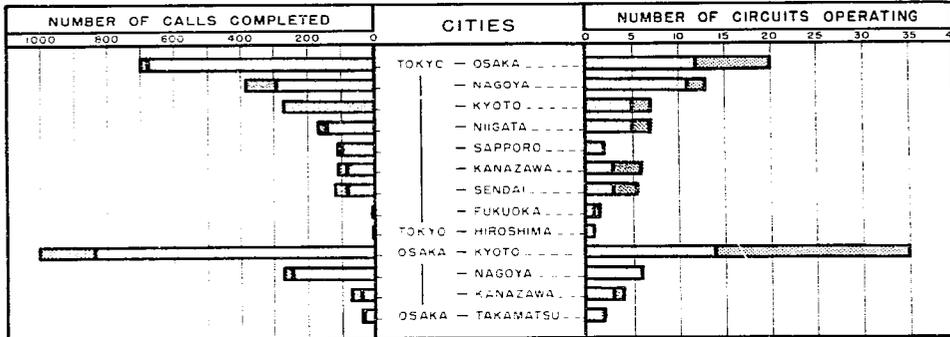 NUMBER OF CALLS COMPLETED CITIES NUMBER OF CIRCUITS OPERATING
1000 800 600 400 200 0 0 5 10 15 20 25 30 35
TOKYO — OSAKA
— NAGOYA
— KYOTO
— NIIGATA
— SAPPORO
— KANAZAWA
— SENDAI
— FUKUOKA
TOKYO — HIROSHIMA
OSAKA — KYOTO
— NAGOYA
— KANAZAWA
OSAKA — TAKAMATSU